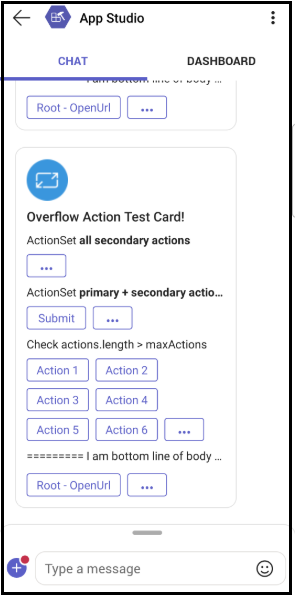 App Studio
CHAT
DASHBOARD
I am bottom line of body ...
Root - OpenUrl
...
Overflow Action Test Card!
ActionSet all secondary actions
...
ActionSet primary + secondary actio...
Submit
...
Check actions.length > maxActions
Action 1
Action 2
Action 3
Action 4
Action 5
Action 6
...
========= I am bottom line of body ...
Root - OpenUrl
...
Type a message